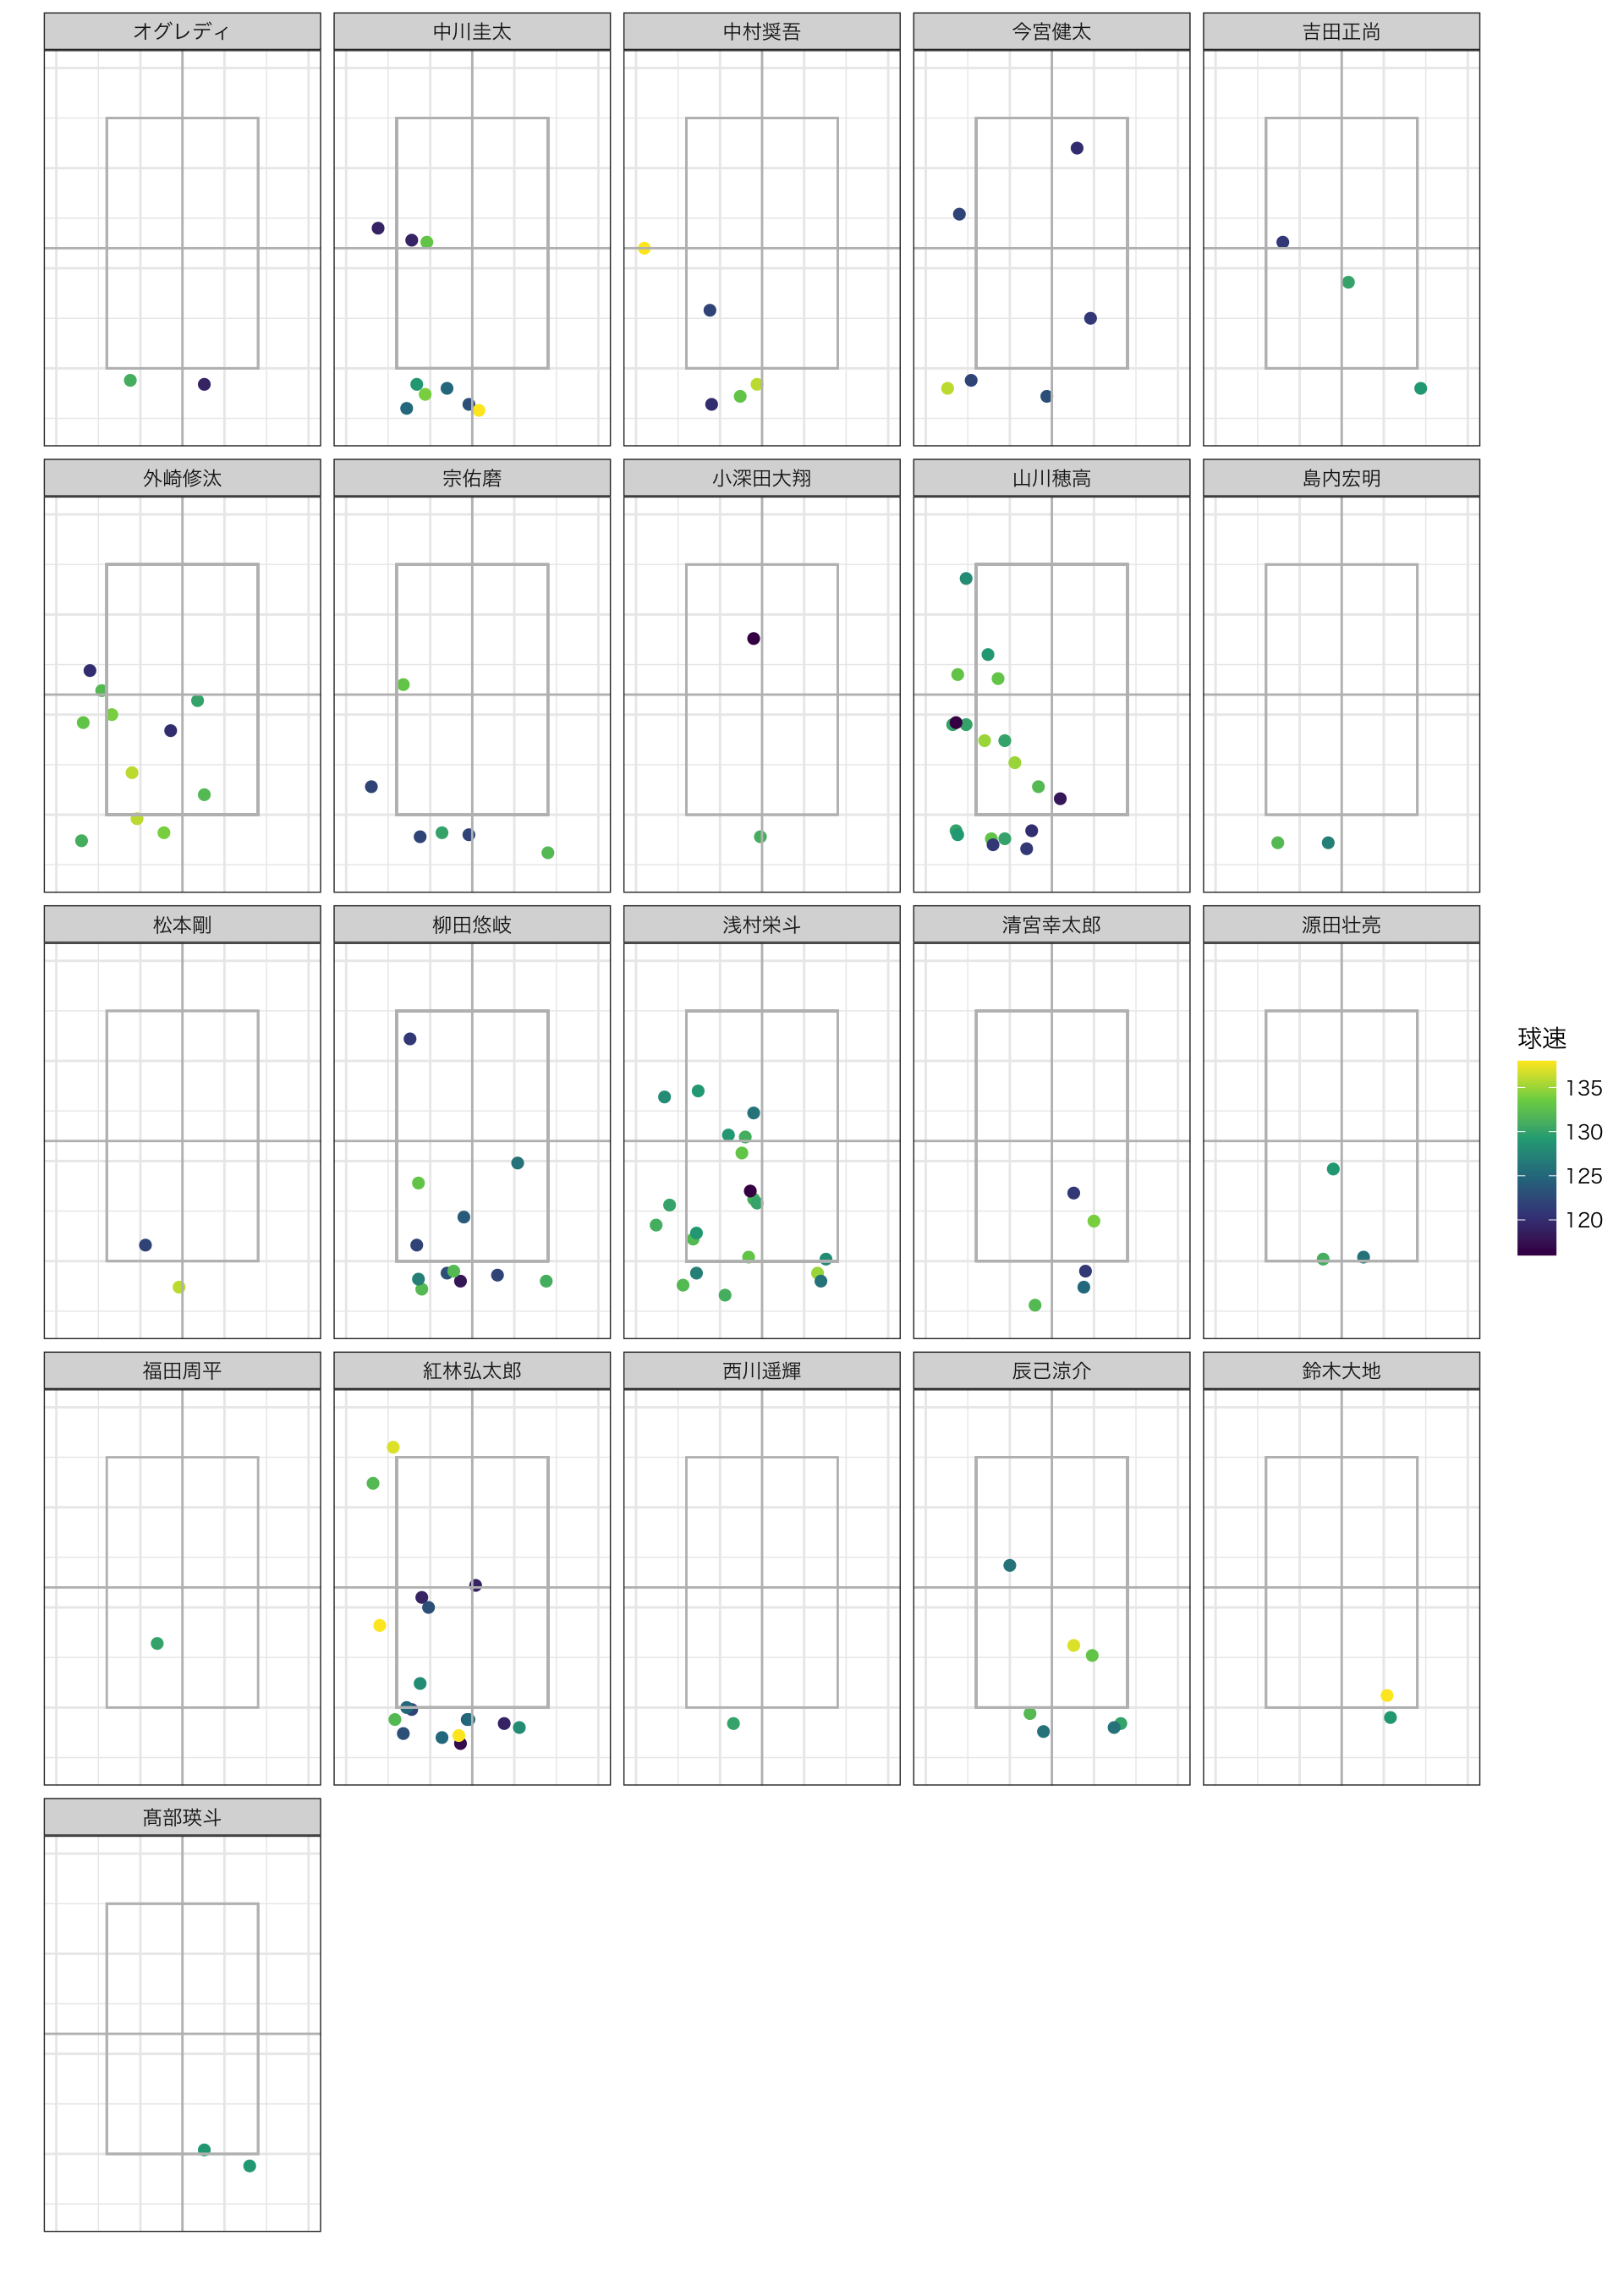 オグレディ
中川圭太
中村奨吾
今宮健太
吉田正尚
外崎修汰
宗佑磨
小深田大翔
山川穂高
島内宏明
松本剛
柳田悠岐
浅村栄斗
清宮幸太郎
源田壮亮
球速
135
130
125
120
福田周平
紅林弘太郎
西川遥輝
辰己涼介
鈴木大地
髙部瑛斗